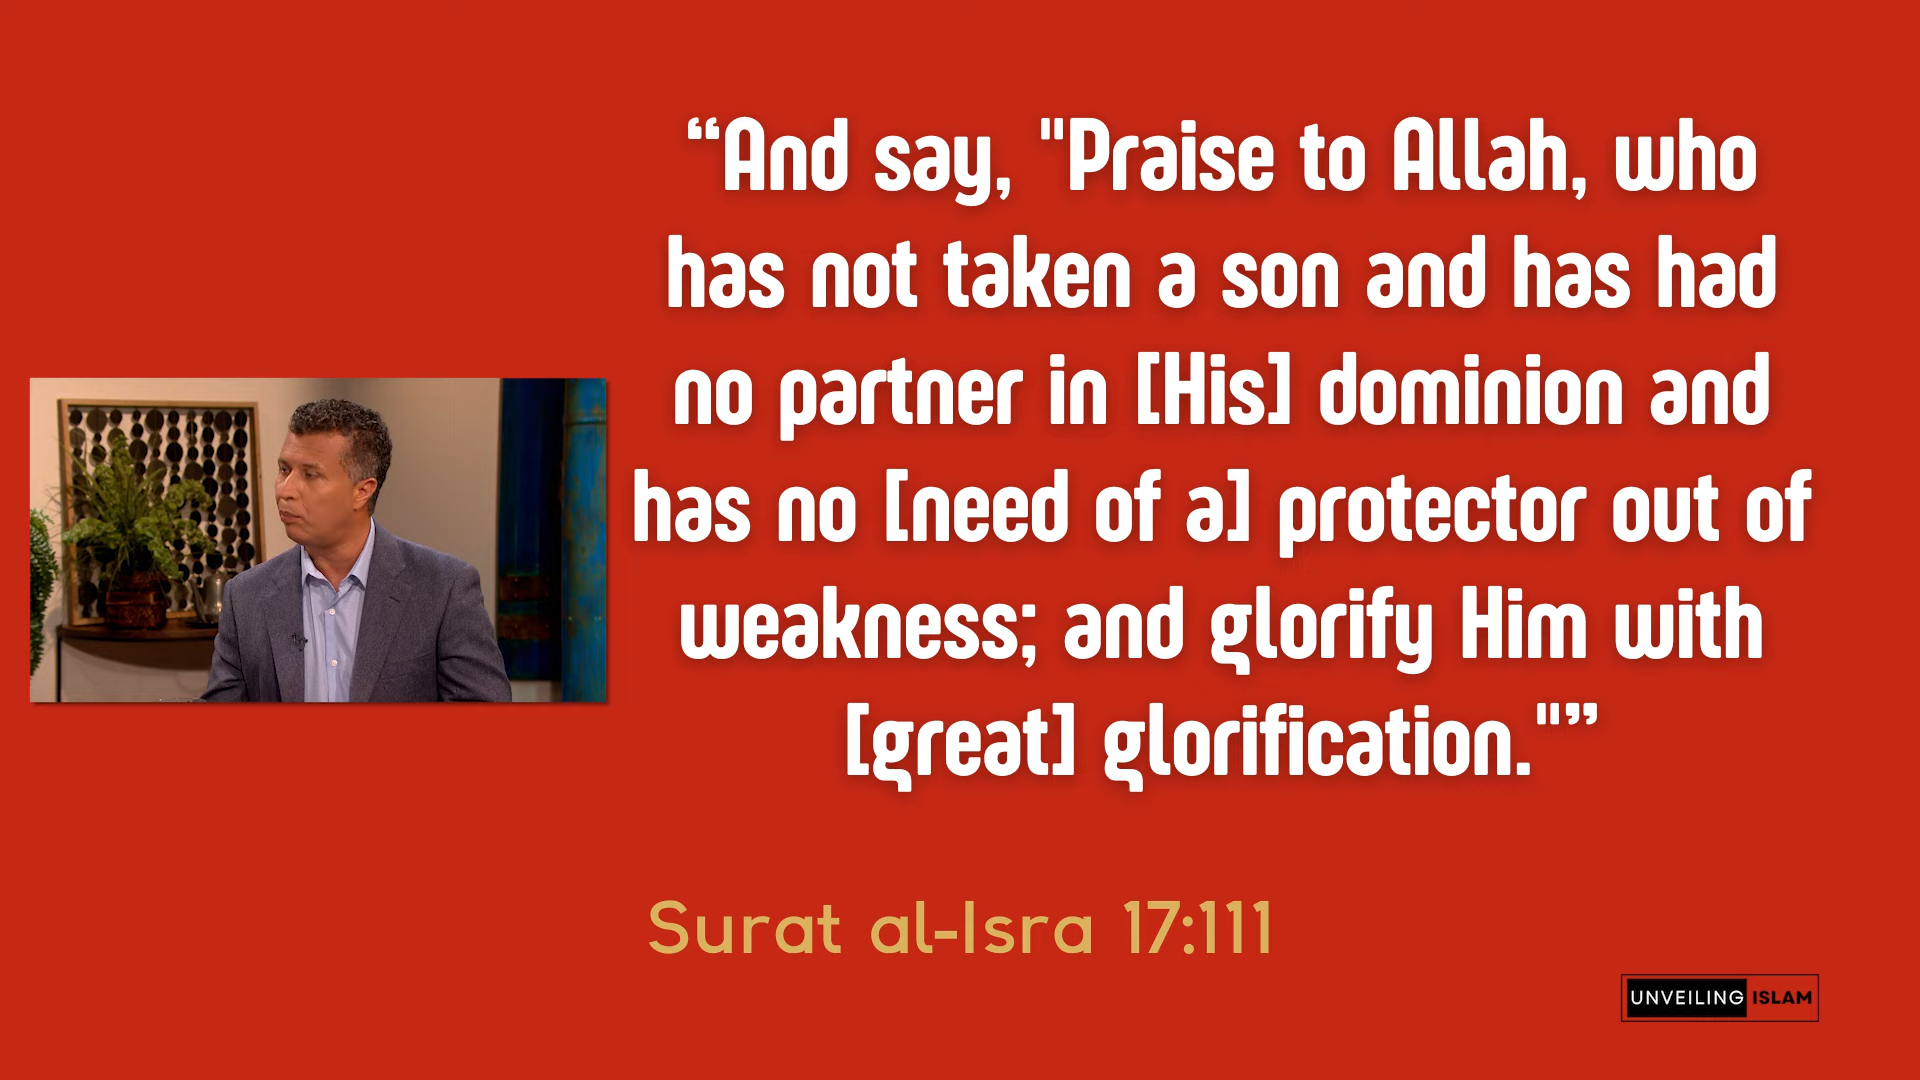 “And say, "Praise to Allah, who
has not taken a son and has had
no partner in [His] dominion and
has no [need of a] protector out of
weakness; and glorify Him with
[great] glorification."”
Surat al-Isra 17:111
UNVEILING ISLAM